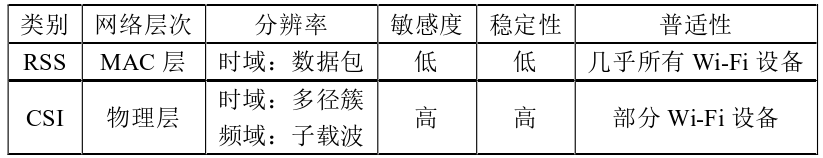 类别 网络层次 分辨率 敏感度 稳定性 普适性
RSS MAC 层 时域：数据包 低 低 几乎所有 Wi-Fi 设备
CSI 物理层 时域：多径簇 高 高 部分 Wi-Fi 设备
频域：子载波